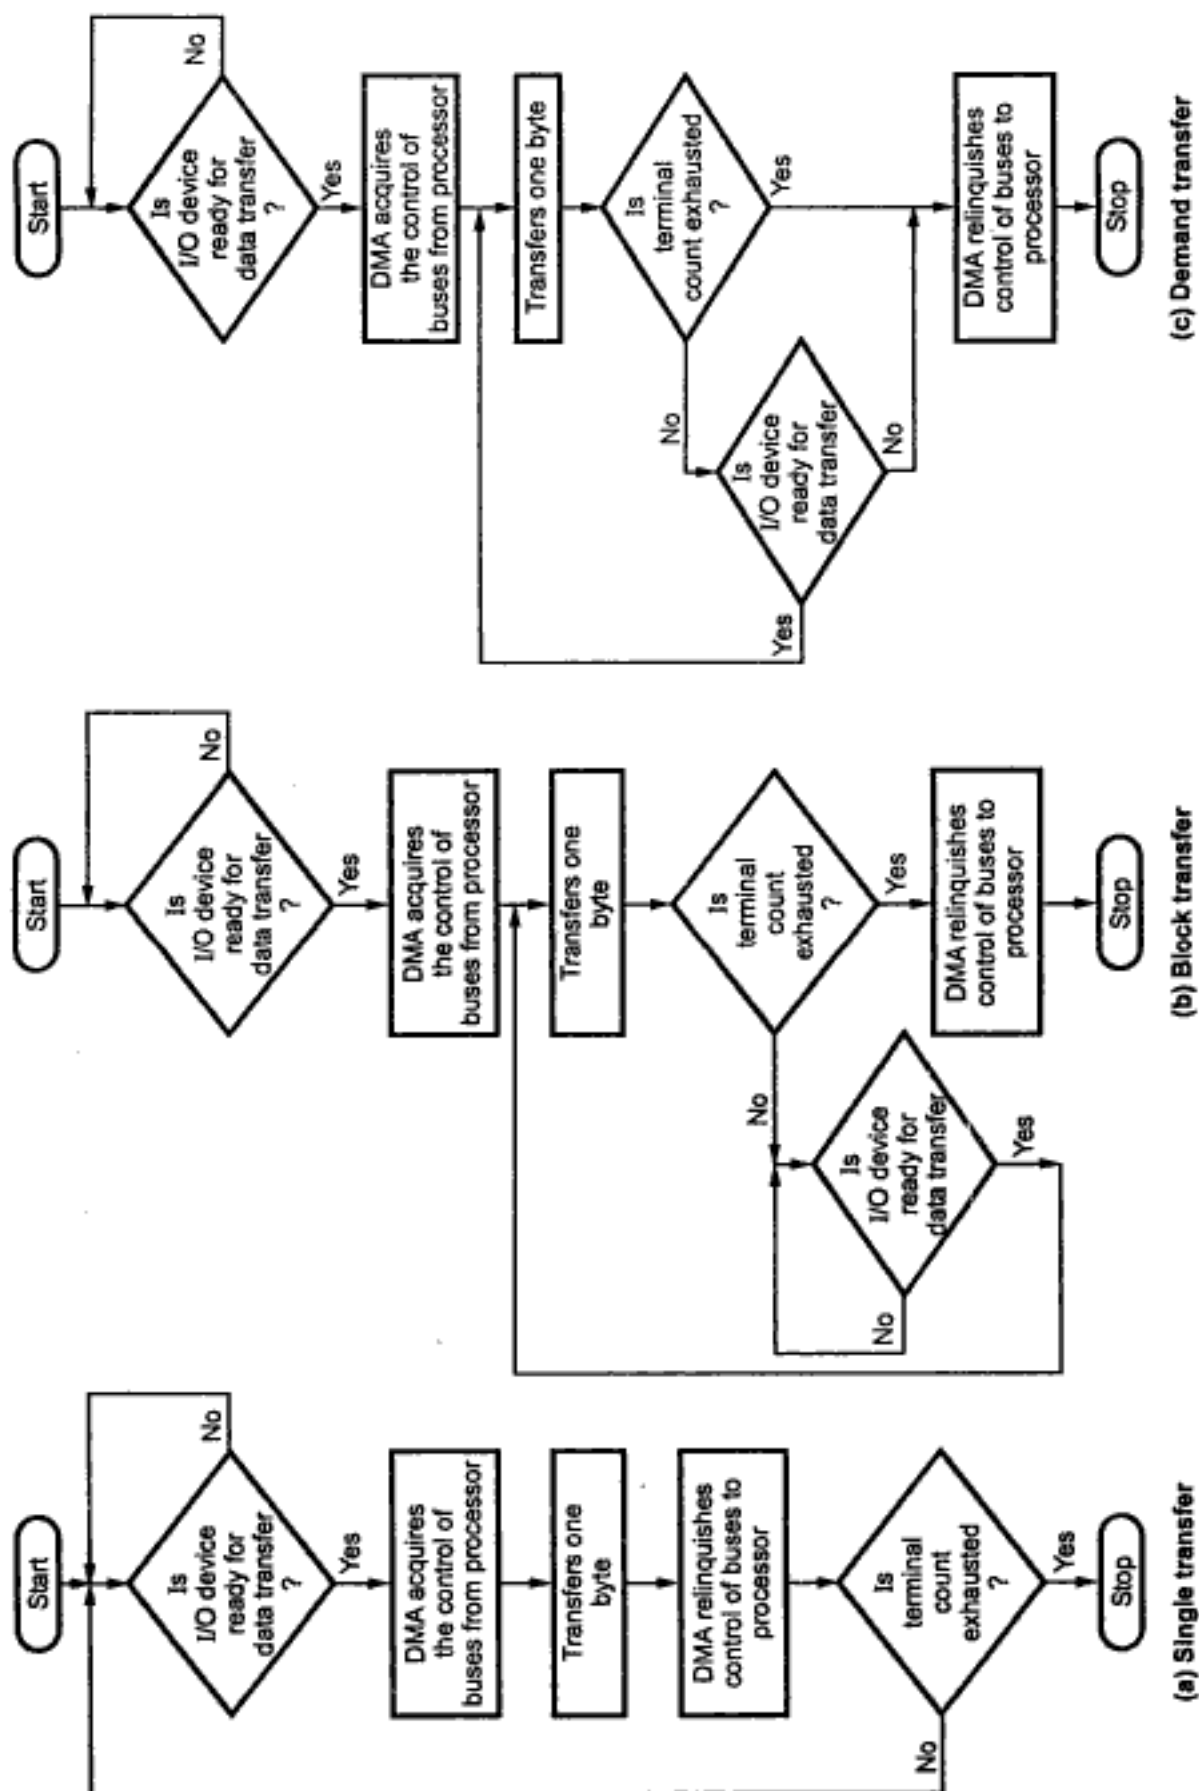 Start
Is
I/O device
ready for
data transfer
?
No
Yes
DMA acquires
the control of
buses from processor
Transfers one
byte
DMA relinquishes
control of buses to
processor
Is
terminal
count
exhausted
?
No
Yes
Stop
(a) Single transfer
Start
Is
I/O device
ready for
data transfer
?
No
Yes
DMA acquires
the control of
buses from processor
Transfers one
byte
Is
terminal
count
exhausted
?
No
Yes
Is
I/O device
ready for
data transfer
No
Yes
DMA relinquishes
control of buses to
processor
Stop
(b) Block transfer
Start
Is
I/O device
ready for
data transfer
?
No
Yes
DMA acquires
the control of
buses from processor
Transfers one byte
Is
terminal
count exhausted
?
No
Yes
Is
I/O device
ready for
data transfer
Yes
No
DMA relinquishes
control of buses to
processor
Stop
(c) Demand transfer